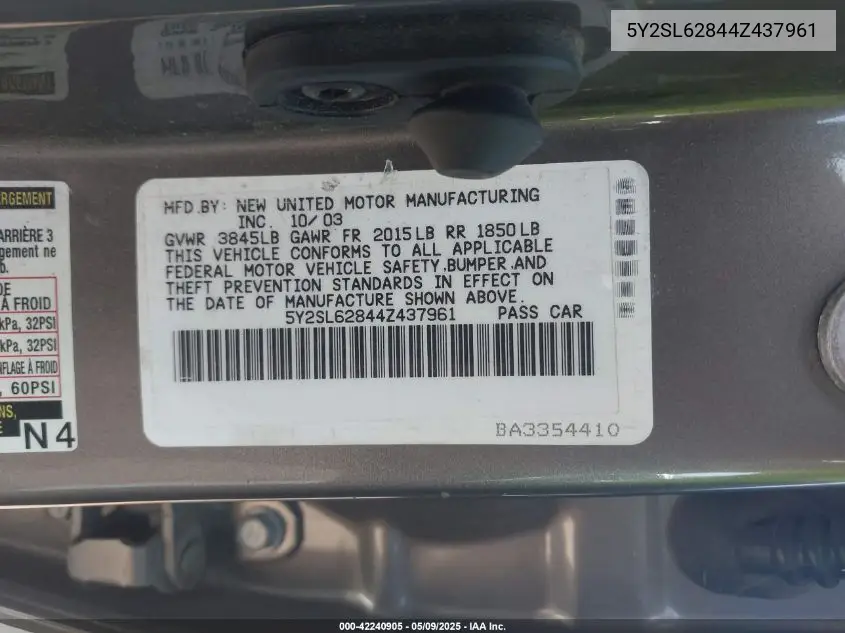 5Y2SL62844Z437961
MFD.BY: NEW UNITED MOTOR MANUFACTURING
INC. 10/03
GVWR 3845LB GAWR FR 2015LB RR 1850LB
THIS VEHICLE CONFORMS TO ALL APPLICABLE
FEDERAL MOTOR VEHICLE SAFETY,BUMPER,AND
THEFT PREVENTION STANDARDS IN EFFECT ON
THE DATE OF MANUFACTURE SHOWN ABOVE.
5Y2SL62844Z437961 PASS CAR
BA3354410
ARRIÈRE 3
gement ne
DE
À FROID
kPa, 32PSI
kPa, 32PSI
À FROID
, 60PSI
NS,
E
N4
000-42240905 - 05/09/2025 - IAA Inc.